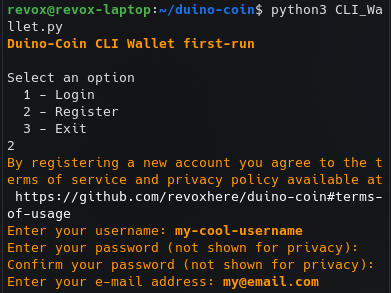 revox@revox-laptop:~/duino-coin$ python3 CLI_Wa
llet.py
Duino-Coin CLI Wallet first-run
Select an option
1 - Login
2 - Register
3 - Exit
2
By registering a new account you agree to the t
erms of service and privacy policy available at
https://github.com/revoxhere/duino-coin#terms-
of-usage
Enter your username: my-cool-username
Enter your password (not shown for privacy):
Confirm your password (not shown for privacy):
Enter your e-mail address: my@email.com